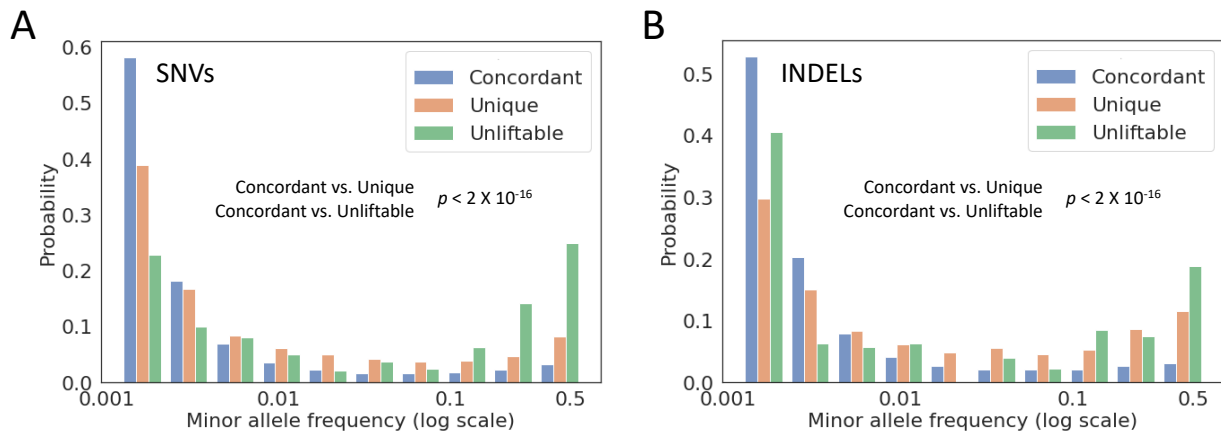 A
SNVs
Concordant
Unique
Unliftable
Concordant vs. Unique
Concordant vs. Unliftable
p < 2 X 10⁻¹⁶
Probability
0.6
0.5
0.4
0.3
0.2
0.1
0.0
0.001
0.01
0.1
0.5
Minor allele frequency (log scale)
B
INDELs
Concordant
Unique
Unliftable
Concordant vs. Unique
Concordant vs. Unliftable
p < 2 X 10⁻¹⁶
Probability
0.5
0.4
0.3
0.2
0.1
0.0
0.001
0.01
0.1
0.5
Minor allele frequency (log scale)